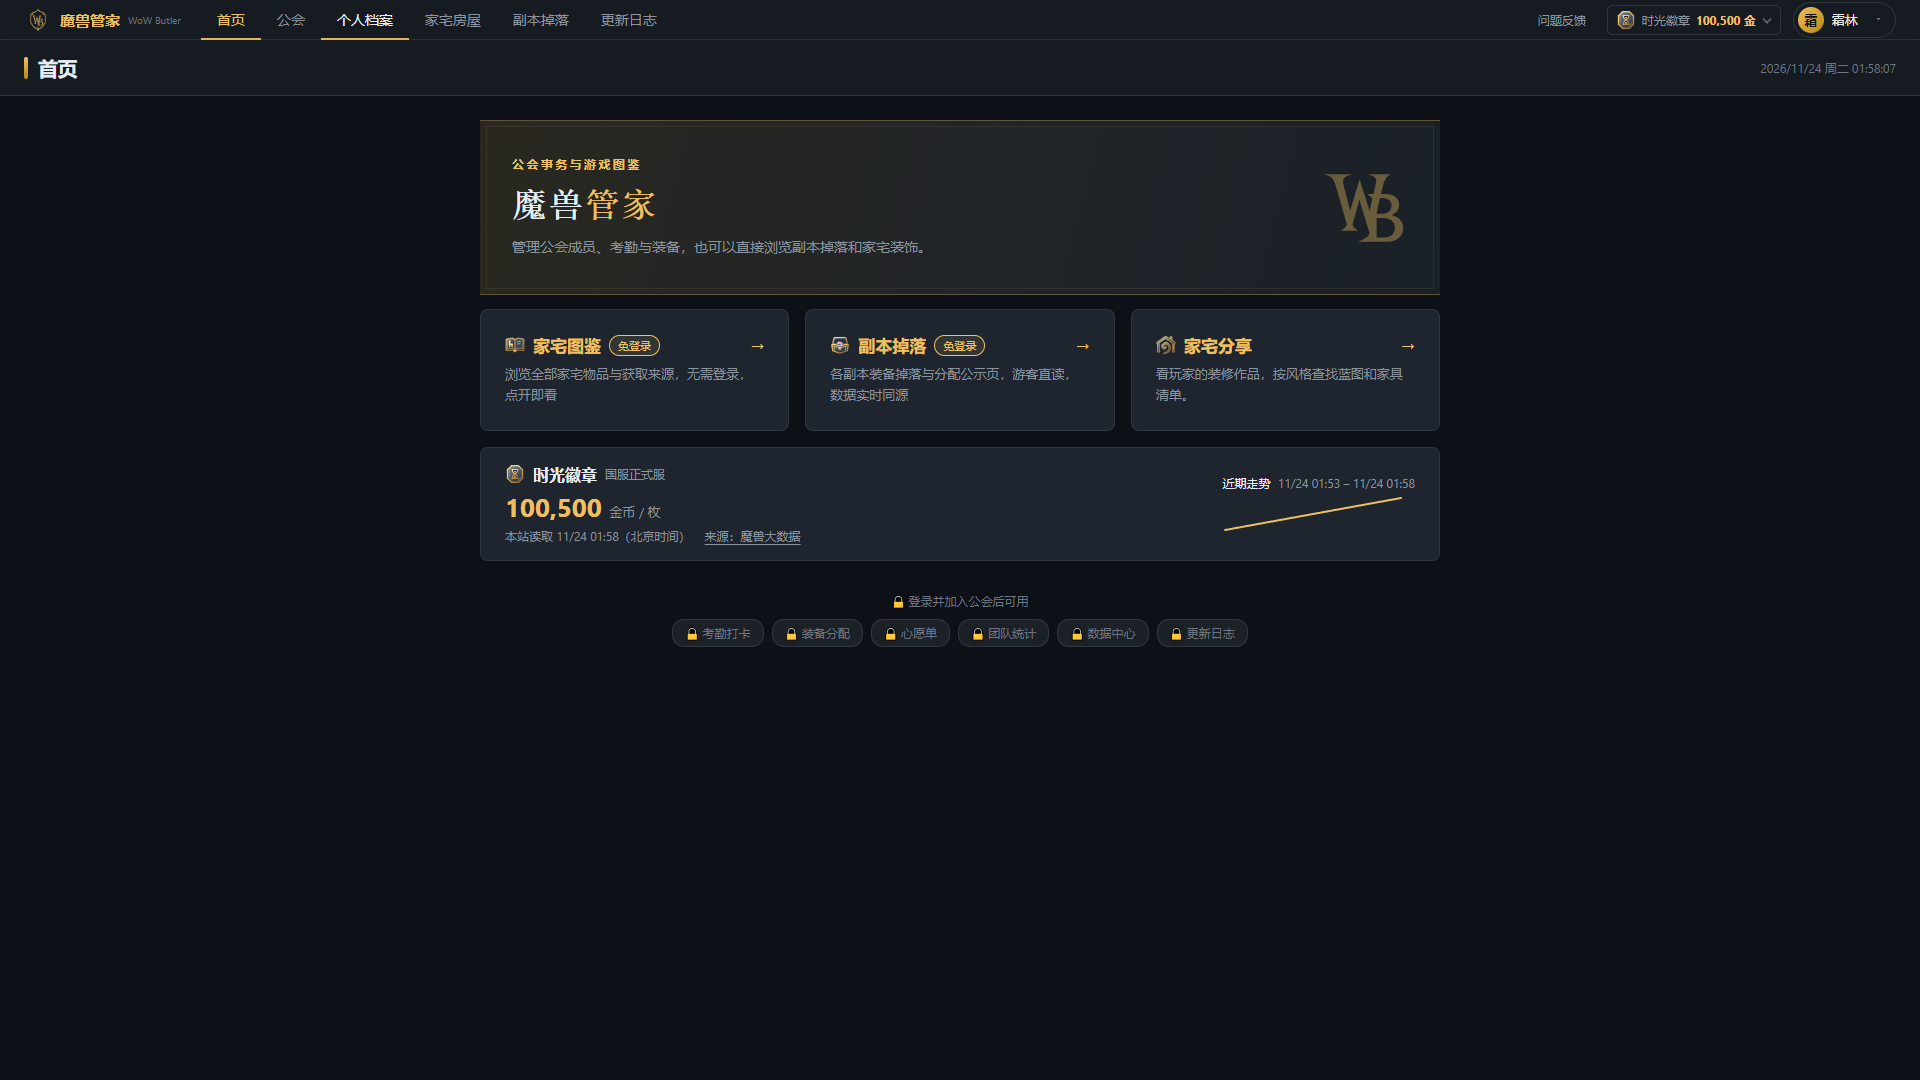 魔兽管家 WoW Butler 首页 公会 个人档案 家宅房屋 副本掉落 更新日志 问题反馈 时光徽章 100,500 金 霜 霜林
首页 2026/11/24 周二 01:58:07
公会事务与游戏图鉴
魔兽管家
管理公会成员、考勤与装备，也可以直接浏览副本掉落和家宅装饰。
WB
家宅图鉴 免登录 →
浏览全部家宅物品与获取来源，无需登录，
点开即看
副本掉落 免登录 →
各副本装备掉落与分配公示页，游客直读，
数据实时同源
家宅分享 →
看玩家的装修作品，按风格查找蓝图和家具
清单。
时光徽章 国服正式服
100,500 金币 / 枚
本站读取 11/24 01:58（北京时间） 来源：魔兽大数据
近期走势 11/24 01:53 – 11/24 01:58
登录并加入公会后可用
考勤打卡 装备分配 心愿单 团队统计 数据中心 更新日志